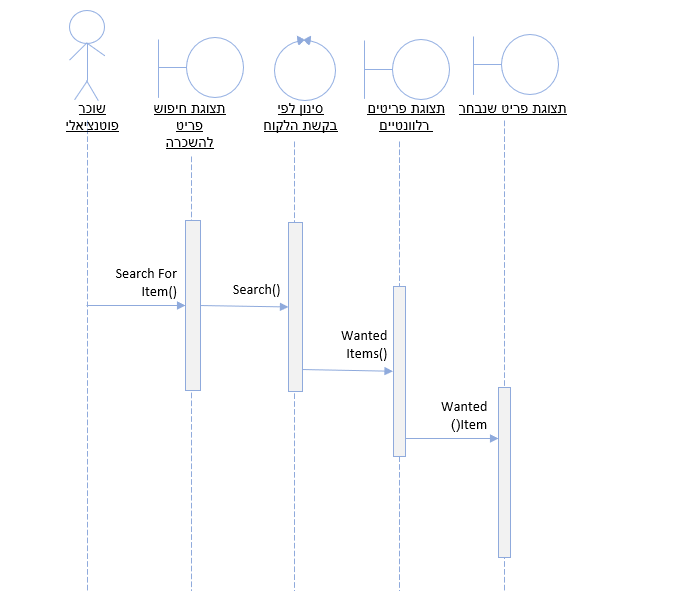 שוכר
פוטנציאלי
תצוגת חיפוש
פריט
להשכרה
סינון לפי
בקשת הלקוח
תצוגת פריטים
רלוונטיים
תצוגת פריט שנבחר
Search For
Item()
Search()
Wanted
Items()
Wanted
()Item